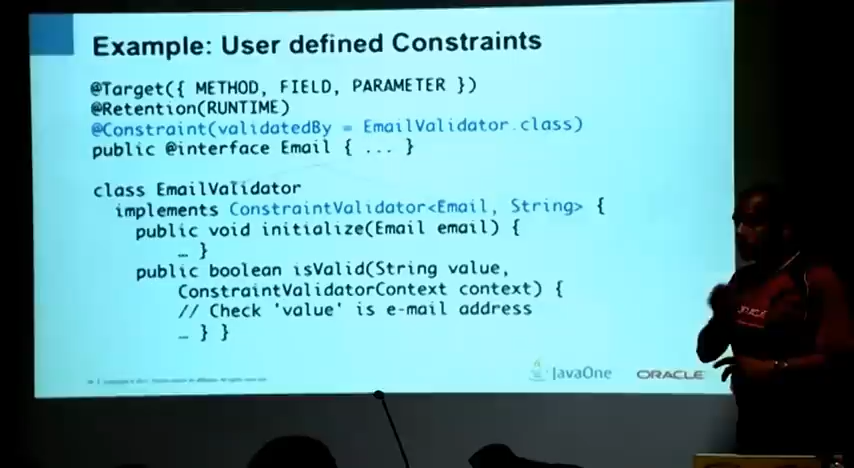 Example: User defined Constraints
@Target({ METHOD, FIELD, PARAMETER })
@Retention(RUNTIME)
@Constraint(validatedBy = EmailValidator.class)
public @interface Email { ... }
class EmailValidator
implements ConstraintValidator<Email, String> {
public void initialize(Email email) {
… }
public boolean isValid(String value,
ConstraintValidatorContext context) {
// Check 'value' is e-mail address
… } }
JavaOne ORACLE